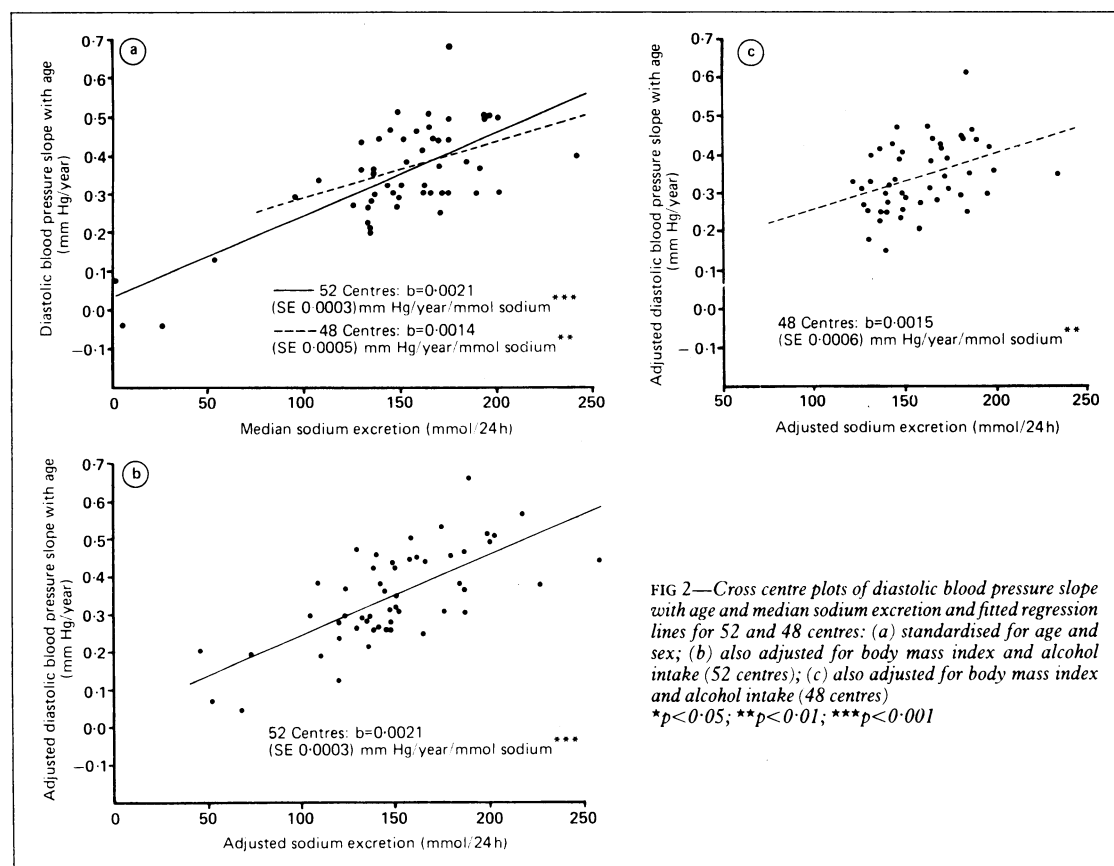 a
Diastolic blood pressure slope with age
(mm Hg/year)
0·7
0·6
0·5
0·4
0·3
0·2
0·1
0·0
−0·1
52 Centres: b=0·0021
(SE 0·0003) mm Hg/year/mmol sodium***
48 Centres: b=0·0014
(SE 0·0005) mm Hg/year/mmol sodium**
0 50 100 150 200 250
Median sodium excretion (mmol/24h)
c
Adjusted diastolic blood pressure slope with age
(mm Hg/year)
0·7
0·6
0·5
0·4
0·3
0·2
0·1
0·0
− 0·1
48 Centres: b=0·0015
(SE 0·0006) mm Hg/year/mmol sodium**
50 100 150 200 250
Adjusted sodium excretion (mmol/24h)
b
Adjusted diastolic blood pressure slope with age
(mm Hg/year)
0·7
0·6
0·5
0·4
0·3
0·2
0·1
0·0
−0·1
52 Centres: b=0·0021
(SE 0·0003) mm Hg/year/mmol sodium***
50 100 150 200 250
Adjusted sodium excretion (mmol/24h)
FIG 2—Cross centre plots of diastolic blood pressure slope
with age and median sodium excretion and fitted regression
lines for 52 and 48 centres: (a) standardised for age and
sex; (b) also adjusted for body mass index and alcohol
intake (52 centres); (c) also adjusted for body mass index
and alcohol intake (48 centres)
*p<0·05; **p<0·01; ***p<0·001